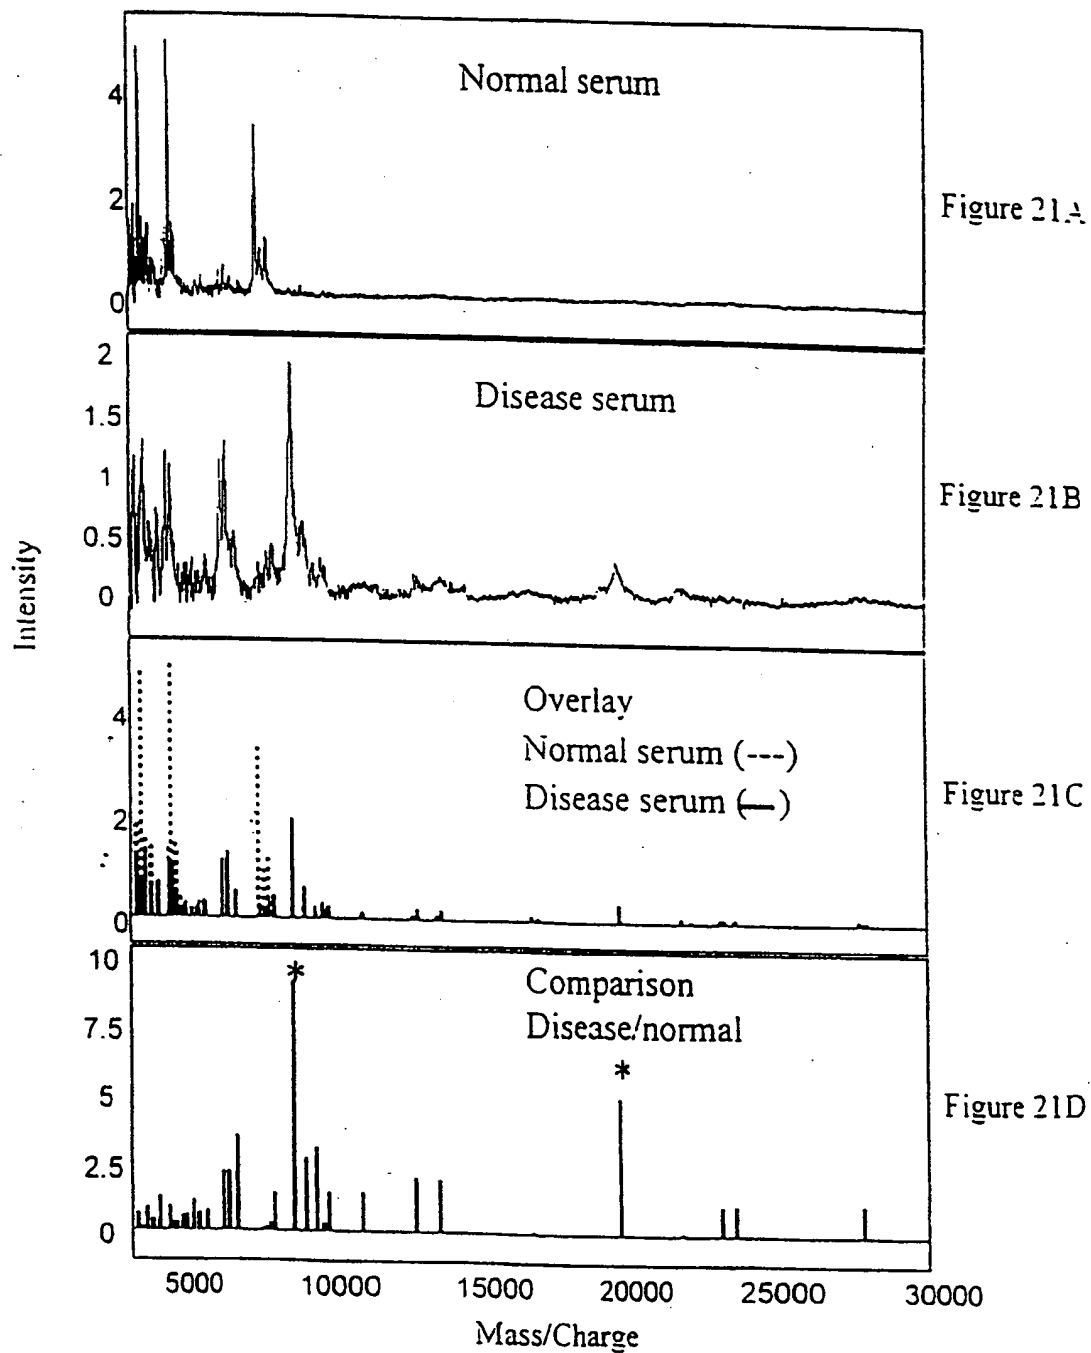 Normal serum
4
2
0
Figure 21A
2
1.5
1
0.5
0
Disease serum
Figure 21B
Intensity
4
2
0
Overlay
Normal serum (---)
Disease serum (—)
Figure 21C
10
7.5
5
2.5
0
*
Comparison
Disease/normal
*
Figure 21D
5000 10000 15000 20000 25000 30000
Mass/Charge